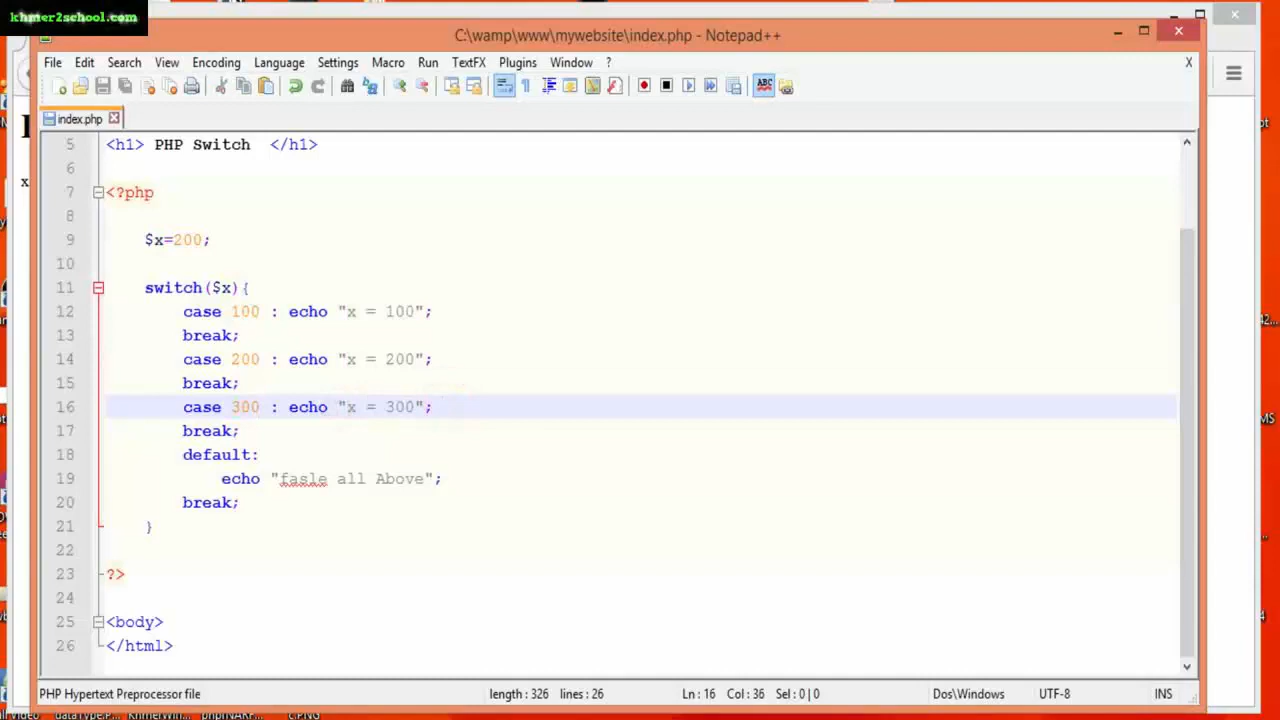 khmer2school.com
C:\wamp\www\mywebsite\index.php - Notepad++
File Edit Search View Encoding Language Settings Macro Run TextFX Plugins Window ? X
index.php
5 <h1> PHP Switch </h1>
6
7 <?php
8
9 $x=200;
10
11 switch($x){
12 case 100 : echo "x = 100";
13 break;
14 case 200 : echo "x = 200";
15 break;
16 case 300 : echo "x = 300";
17 break;
18 default:
19 echo "fasle all Above";
20 break;
21 }
22
23 ?>
24
25 <body>
26 </html>
PHP Hypertext Preprocessor file length : 326 lines : 26 Ln : 16 Col : 36 Sel : 0 | 0 Dos\Windows UTF-8 INS